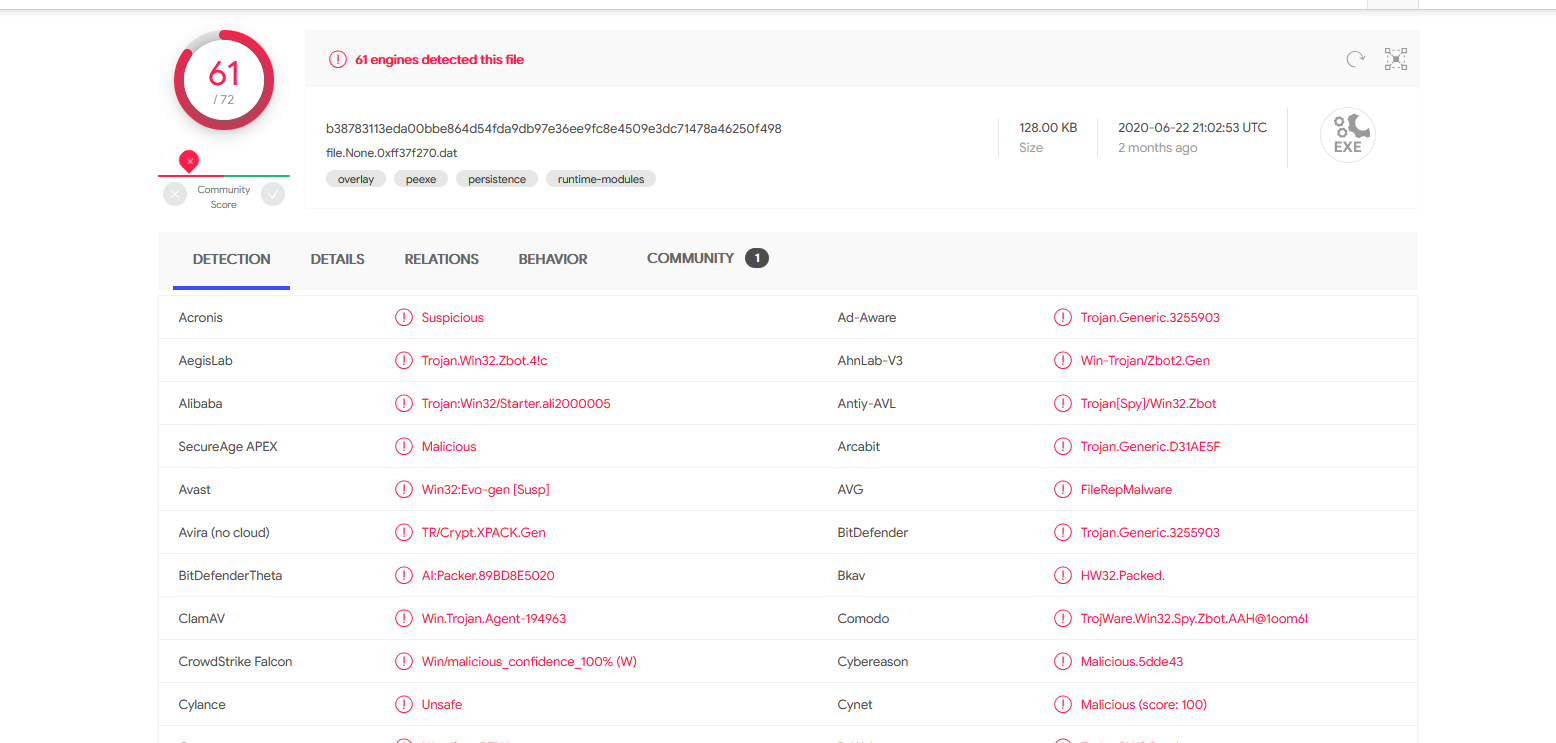 61
/ 72
Community
Score
61 engines detected this file
b38783113eda00bbe864d54fda9db97e36ee9fc8e4509e3dc71478a46250f498
file.None.0xff37f270.dat
overlay peexe persistence runtime-modules
128.00 KB
Size
2020-06-22 21:02:53 UTC
2 months ago
EXE
DETECTION DETAILS RELATIONS BEHAVIOR COMMUNITY 1
Acronis Suspicious Ad-Aware Trojan.Generic.3255903
AegisLab Trojan.Win32.Zbot.4!c AhnLab-V3 Win-Trojan/Zbot2.Gen
Alibaba Trojan:Win32/Starter.ali2000005 Antiy-AVL Trojan[Spy]/Win32.Zbot
SecureAge APEX Malicious Arcabit Trojan.Generic.D31AE5F
Avast Win32:Evo-gen [Susp] AVG FileRepMalware
Avira (no cloud) TR/Crypt.XPACK.Gen BitDefender Trojan.Generic.3255903
BitDefenderTheta AI:Packer.89BD8E5020 Bkav HW32.Packed.
ClamAV Win.Trojan.Agent-194963 Comodo TrojWare.Win32.Spy.Zbot.AAH@1oom6l
CrowdStrike Falcon Win/malicious_confidence_100% (W) Cybereason Malicious.5dde43
Cylance Unsafe Cynet Malicious (score: 100)